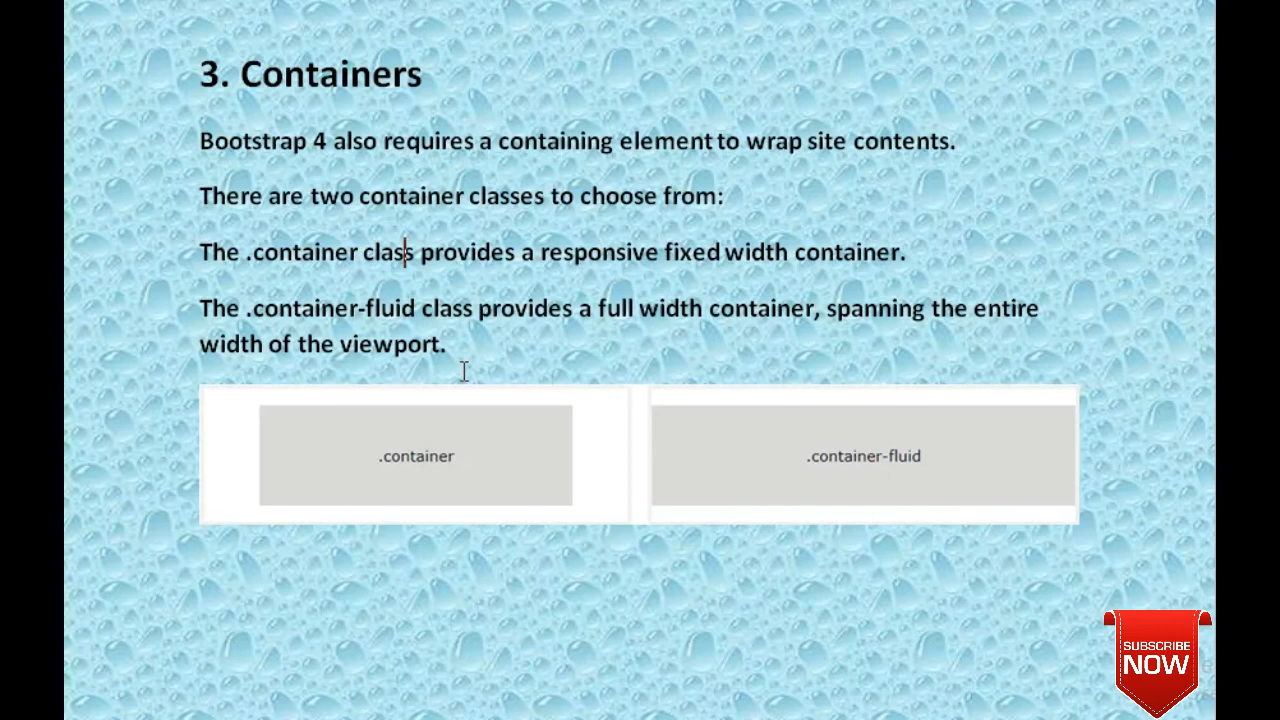 3. Containers
Bootstrap 4 also requires a containing element to wrap site contents.
There are two container classes to choose from:
The .container class provides a responsive fixed width container.
The .container-fluid class provides a full width container, spanning the entire
width of the viewport.
.container
.container-fluid
SUBSCRIBE
NOW